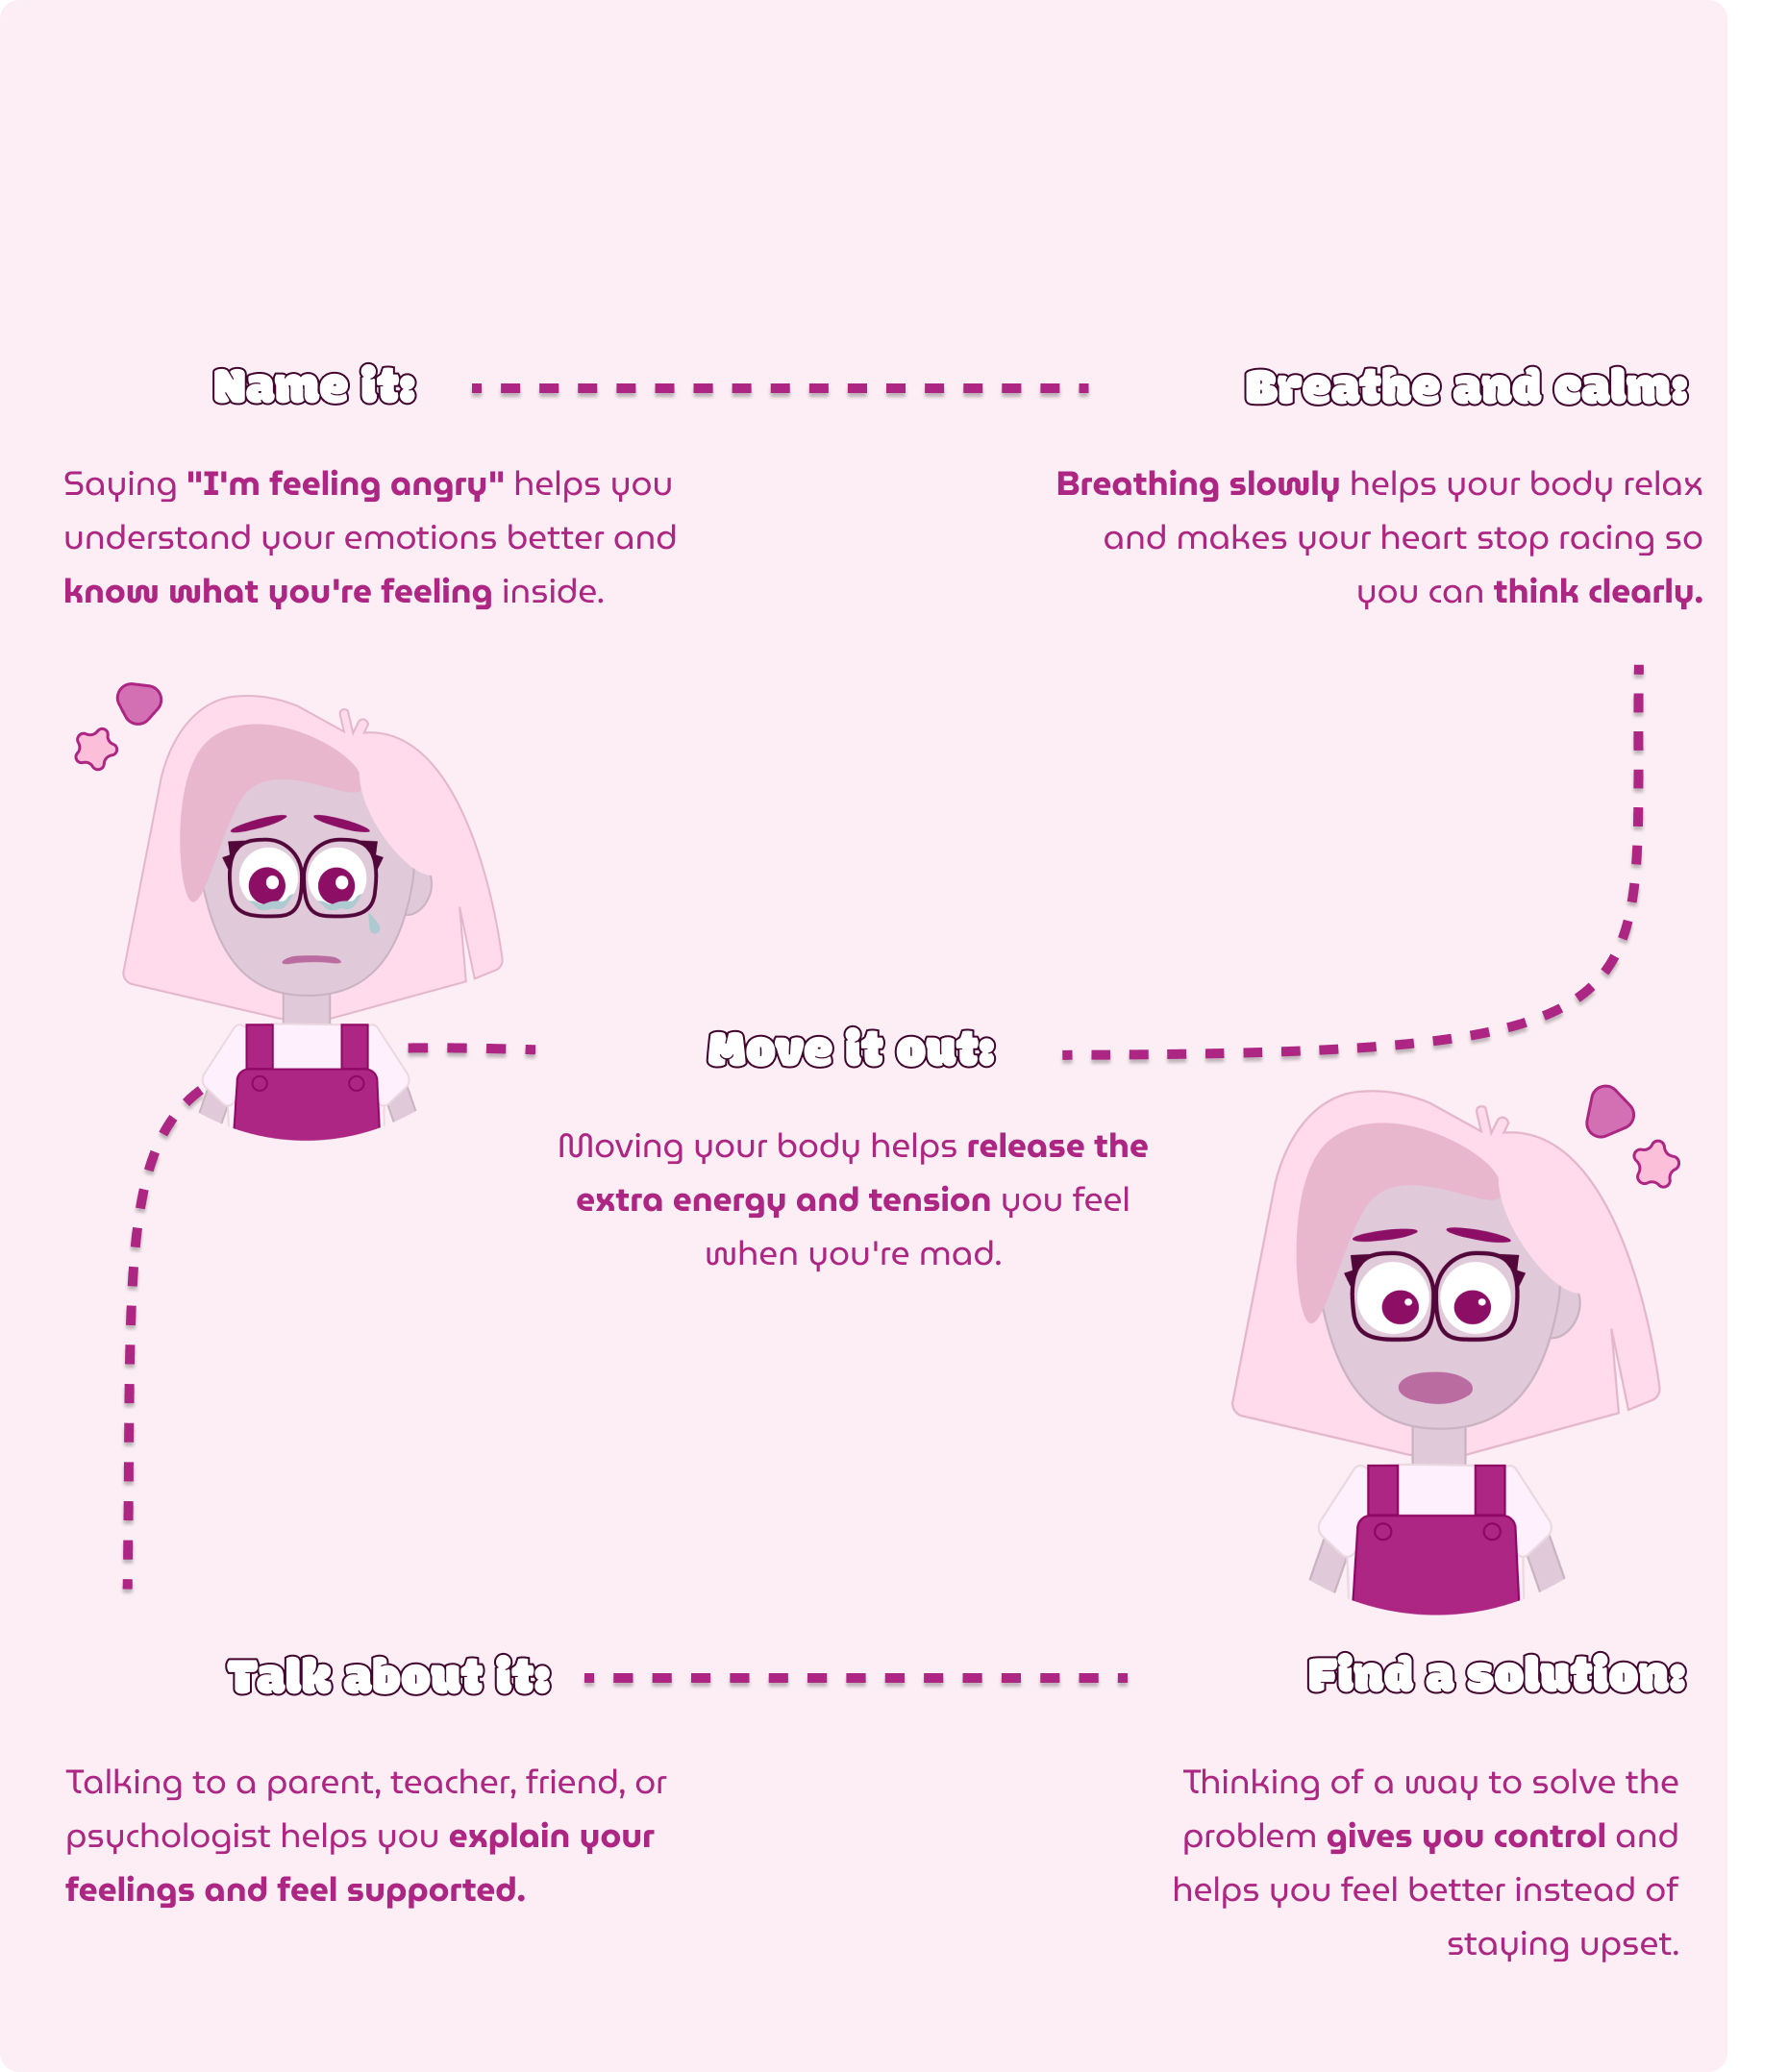 Name it:
Breathe and calm:
Saying "I'm feeling angry" helps you
understand your emotions better and
know what you're feeling inside.
Breathing slowly helps your body relax
and makes your heart stop racing so
you can think clearly.
Move it out:
Moving your body helps release the
extra energy and tension you feel
when you're mad.
Talk about it:
Find a solution:
Talking to a parent, teacher, friend, or
psychologist helps you explain your
feelings and feel supported.
Thinking of a way to solve the
problem gives you control and
helps you feel better instead of
staying upset.